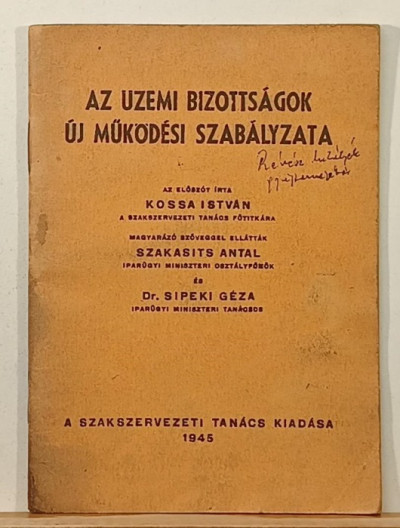 AZ UZEMI BIZOTTSÁGOK
ÚJ MŰKÖDÉSI SZABÁLYZATA
AZ ELŐSZÓT ÍRTA
KOSSA ISTVÁN
A SZAKSZERVEZETI TANÁCS FŐTITKÁRA
MAGYARÁZÓ SZÖVEGGEL ELLÁTTÁK
SZAKASITS ANTAL
IPARÜGYI MINISZTERI OSZTÁLYFŐNÖK
ÉS
Dr. SIPEKI GÉZA
IPARÜGYI MINISZTERI TANÁCSOS
A SZAKSZERVEZETI TANÁCS KIADÁSA
1945